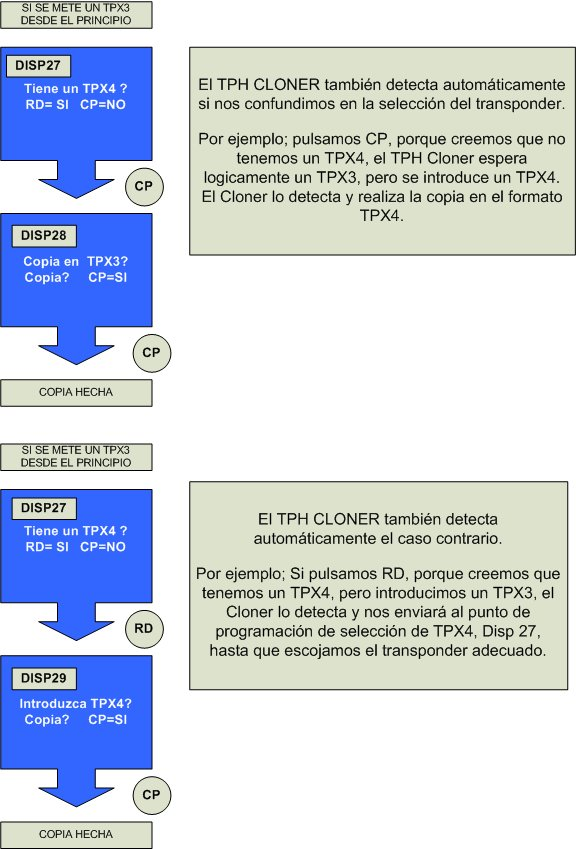 SI SE METE UN TPX3
DESDE EL PRINCIPIO
DISP27
Tiene un TPX4 ?
RD= SI CP=NO
CP
DISP28
Copia en TPX3?
Copia? CP=SI
CP
COPIA HECHA
El TPH CLONER también detecta automáticamente
si nos confundimos en la selección del transponder.
Por ejemplo; pulsamos CP, porque creemos que no
tenemos un TPX4, el TPH Cloner espera
logicamente un TPX3, pero se introduce un TPX4.
El Cloner lo detecta y realiza la copia en el formato
TPX4.
SI SE METE UN TPX3
DESDE EL PRINCIPIO
DISP27
Tiene un TPX4 ?
RD= SI CP=NO
RD
DISP29
Introduzca TPX4?
Copia? CP=SI
CP
COPIA HECHA
El TPH CLONER también detecta
automáticamente el caso contrario.
Por ejemplo; Si pulsamos RD, porque creemos que
tenemos un TPX4, pero introducimos un TPX3, el
Cloner lo detecta y nos enviará al punto de
programación de selección de TPX4, Disp 27,
hasta que escojamos el transponder adecuado.